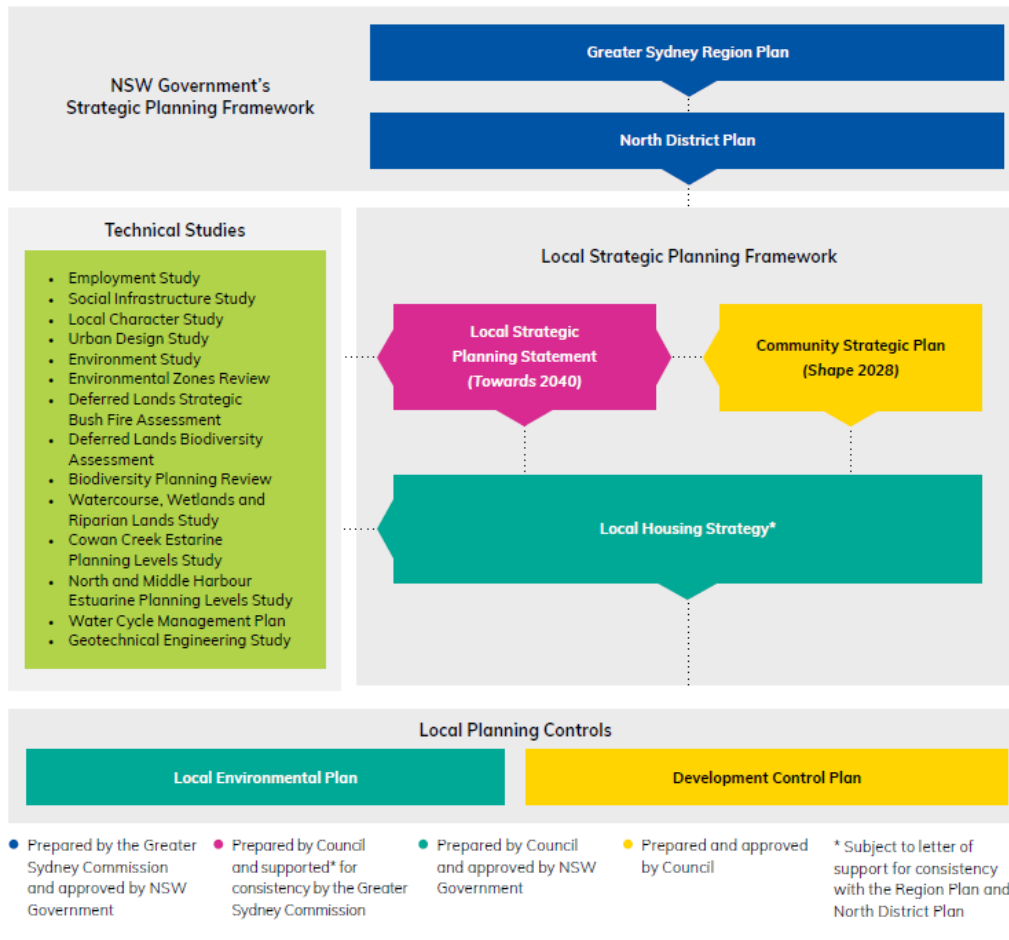 NSW Government's
Strategic Planning Framework
Greater Sydney Region Plan
North District Plan
Technical Studies
• Employment Study
• Social Infrastructure Study
• Local Character Study
• Urban Design Study
• Environment Study
• Environmental Zones Review
• Deferred Lands Strategic
Bush Fire Assessment
• Deferred Lands Biodiversity
Assessment
• Biodiversity Planning Review
• Watercourse, Wetlands and
Riparian Lands Study
• Cowan Creek Estarine
Planning Levels Study
• North and Middle Harbour
Estuarine Planning Levels Study
• Water Cycle Management Plan
• Geotechnical Engineering Study
Local Strategic Planning Framework
Local Strategic
Planning Statement
(Towards 2040)
Community Strategic Plan
(Shape 2028)
Local Housing Strategy*
Local Planning Controls
Local Environmental Plan
Development Control Plan
Prepared by the Greater
Sydney Commission
and approved by NSW
Government
Prepared by Council
and supported* for
consistency by the Greater
Sydney Commission
Prepared by Council
and approved by NSW
Government
Prepared and approved
by Council
* Subject to letter of
support for consistency
with the Region Plan and
North District Plan